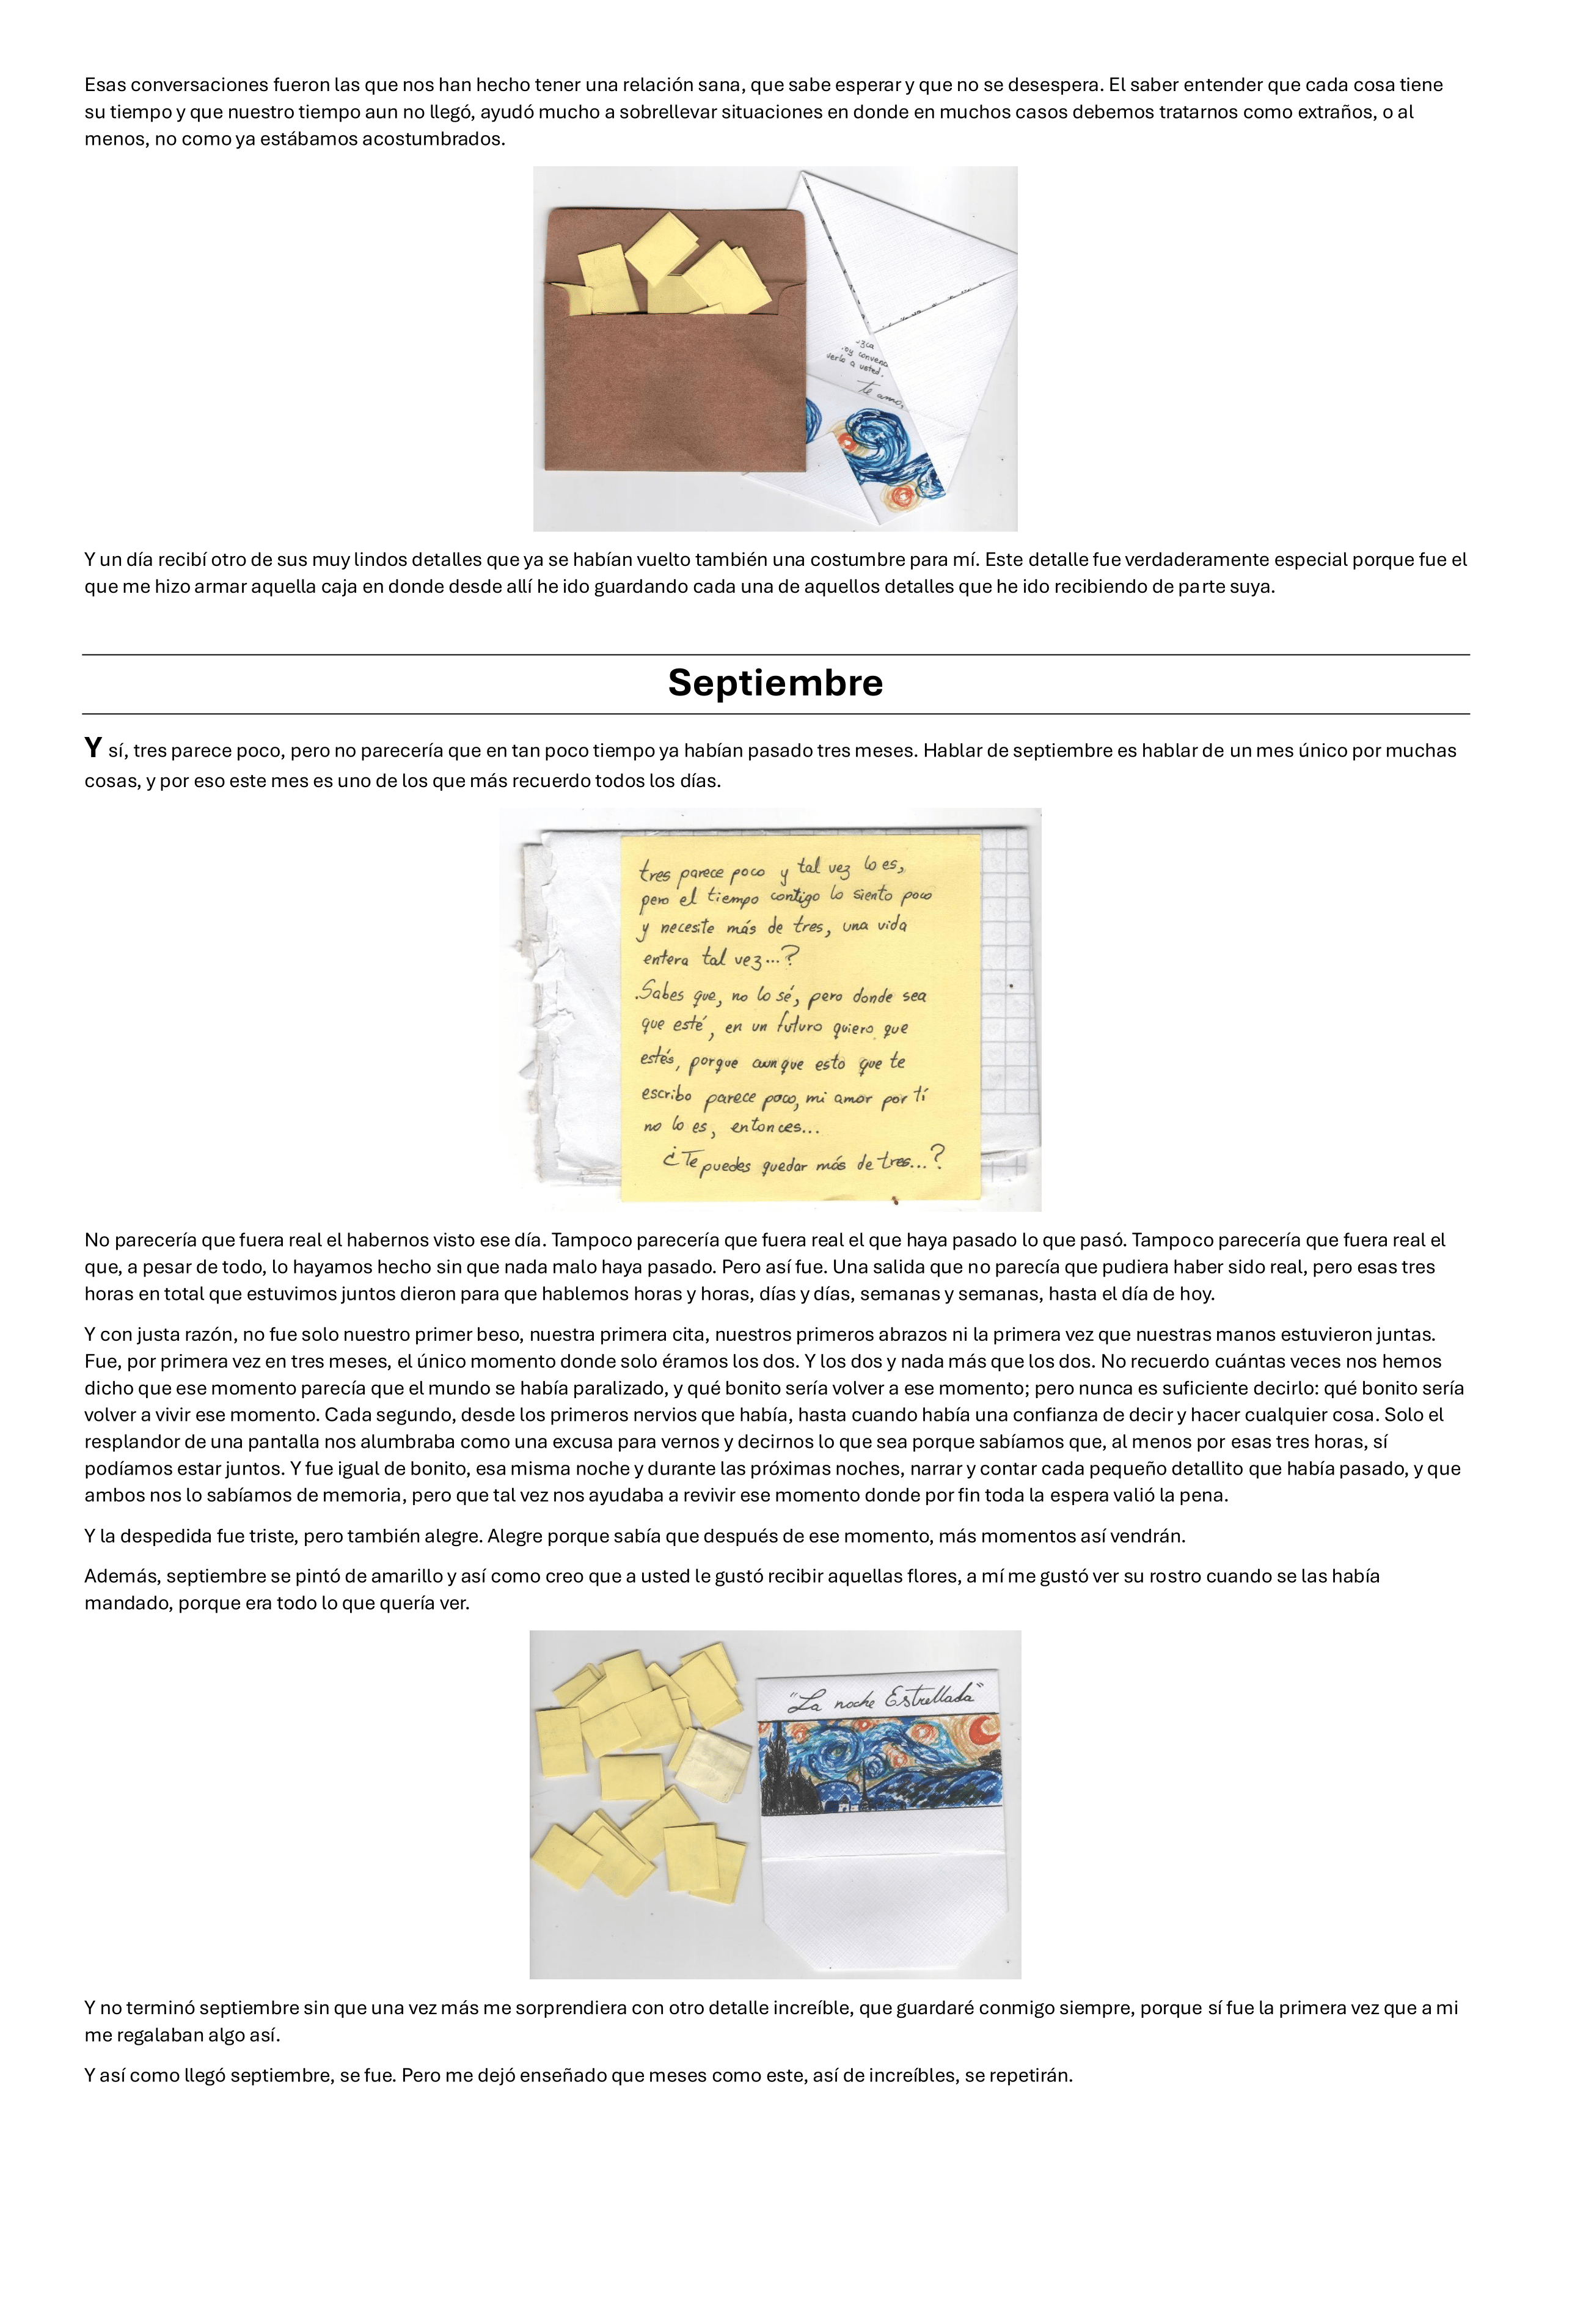 Esas conversaciones fueron las que nos han hecho tener una relación sana, que sabe esperar y que no se desespera. El saber entender que cada cosa tiene
su tiempo y que nuestro tiempo aun no llegó, ayudó mucho a sobrellevar situaciones en donde en muchos casos debemos tratarnos como extraños, o al
menos, no como ya estábamos acostumbrados.
verlo a usted.
Te amo,
Y un día recibí otro de sus muy lindos detalles que ya se habían vuelto también una costumbre para mí. Este detalle fue verdaderamente especial porque fue el
que me hizo armar aquella caja en donde desde allí he ido guardando cada una de aquellos detalles que he ido recibiendo de parte suya.
Septiembre
Y sí, tres parece poco, pero no parecería que en tan poco tiempo ya habían pasado tres meses. Hablar de septiembre es hablar de un mes único por muchas
cosas, y por eso este mes es uno de los que más recuerdo todos los días.
tres parece poco y tal vez lo es,
pero el tiempo contigo lo siento poco
y necesite más de tres, una vida
entera tal vez...?
.Sabes que, no lo sé, pero donde sea
que esté, en un futuro quiero que
estés, porque aunque esto que te
escribo parece poco, mi amor por tí
no lo es, entonces...
¿Te puedes quedar más de tres...?
No parecería que fuera real el habernos visto ese día. Tampoco parecería que fuera real el que haya pasado lo que pasó. Tampoco parecería que fuera real el
que, a pesar de todo, lo hayamos hecho sin que nada malo haya pasado. Pero así fue. Una salida que no parecía que pudiera haber sido real, pero esas tres
horas en total que estuvimos juntos dieron para que hablemos horas y horas, días y días, semanas y semanas, hasta el día de hoy.
Y con justa razón, no fue solo nuestro primer beso, nuestra primera cita, nuestros primeros abrazos ni la primera vez que nuestras manos estuvieron juntas.
Fue, por primera vez en tres meses, el único momento donde solo éramos los dos. Y los dos y nada más que los dos. No recuerdo cuántas veces nos hemos
dicho que ese momento parecía que el mundo se había paralizado, y qué bonito sería volver a ese momento; pero nunca es suficiente decirlo: qué bonito sería
volver a vivir ese momento. Cada segundo, desde los primeros nervios que había, hasta cuando había una confianza de decir y hacer cualquier cosa. Solo el
resplandor de una pantalla nos alumbraba como una excusa para vernos y decirnos lo que sea porque sabíamos que, al menos por esas tres horas, sí
podíamos estar juntos. Y fue igual de bonito, esa misma noche y durante las próximas noches, narrar y contar cada pequeño detallito que había pasado, y que
ambos nos lo sabíamos de memoria, pero que tal vez nos ayudaba a revivir ese momento donde por fin toda la espera valió la pena.
Y la despedida fue triste, pero también alegre. Alegre porque sabía que después de ese momento, más momentos así vendrán.
Además, septiembre se pintó de amarillo y así como creo que a usted le gustó recibir aquellas flores, a mí me gustó ver su rostro cuando se las había
mandado, porque era todo lo que quería ver.
"La noche Estrellada"
Y no terminó septiembre sin que una vez más me sorprendiera con otro detalle increíble, que guardaré conmigo siempre, porque sí fue la primera vez que a mi
me regalaban algo así.
Y así como llegó septiembre, se fue. Pero me dejó enseñado que meses como este, así de increíbles, se repetirán.